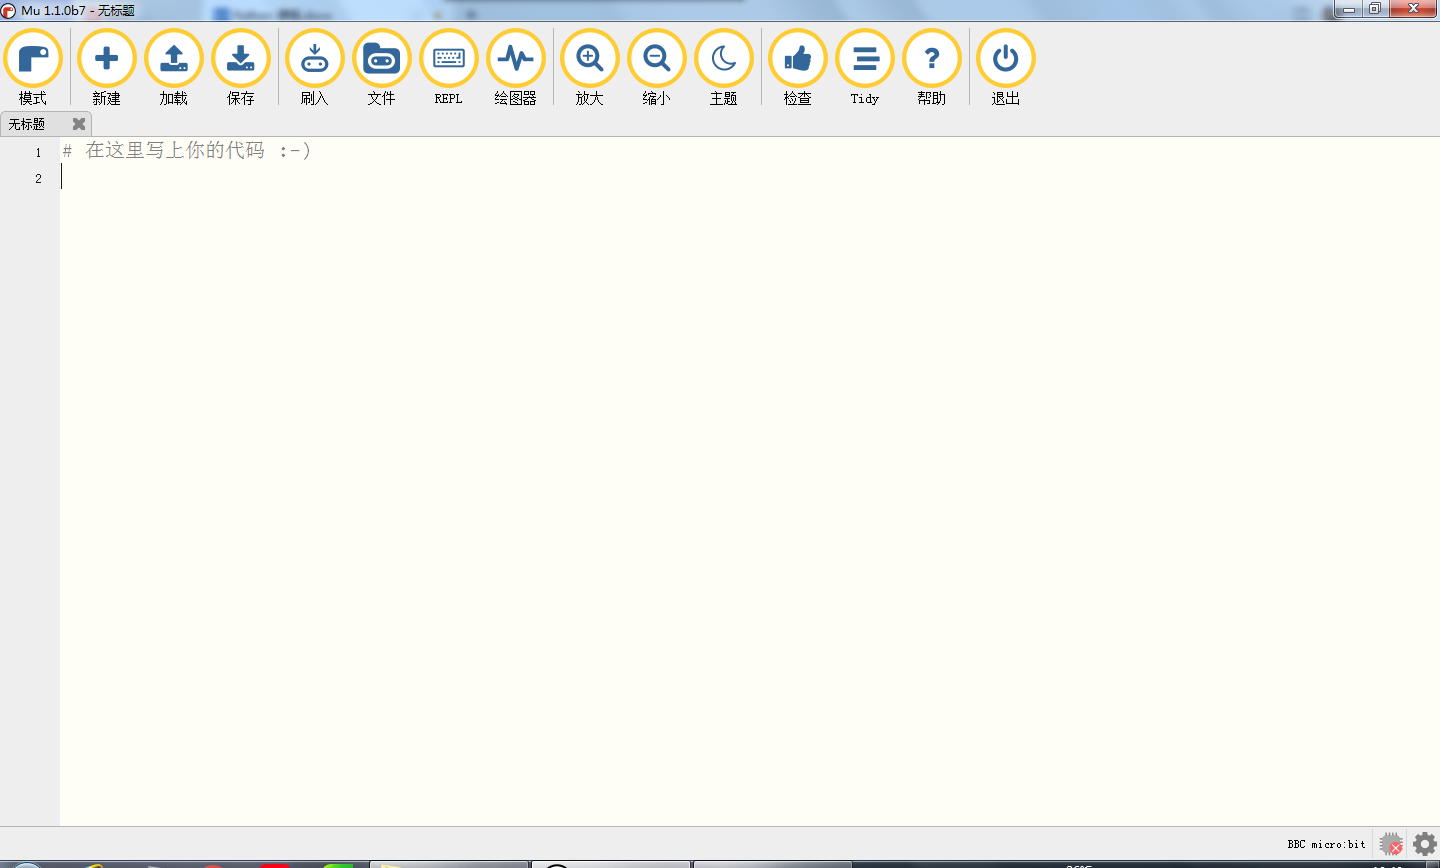 Mu 1.1.0b7 - 无标题
模式 新建 加载 保存 刷入 文件 REPL 绘图器 放大 缩小 主题 检查 Tidy 帮助 退出
无标题
1 # 在这里写上你的代码 :-)
2
BBC micro:bit